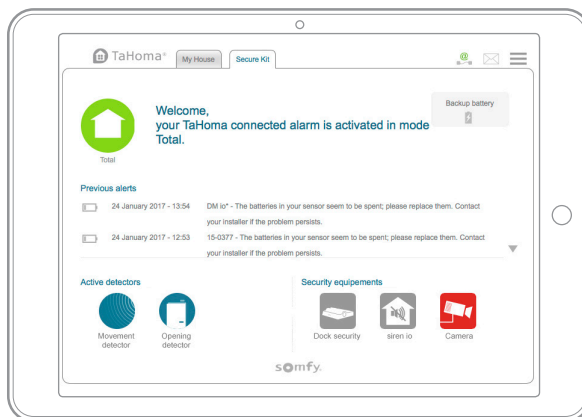 TaHoma®
My House
Secure Kit
@
Backup battery
Welcome,
your TaHoma connected alarm is activated in mode
Total.
Total
Previous alerts
24 January 2017 - 13:54
DM io* - The batteries in your sensor seem to be spent; please replace them. Contact
your installer if the problem persists.
24 January 2017 - 12:53
15-0377 - The batteries in your sensor seem to be spent; please replace them. Contact
your installer if the problem persists.
Active detectors
Security equipements
Movement
detector
Opening
detector
Dock security
siren io
Camera
somfy.